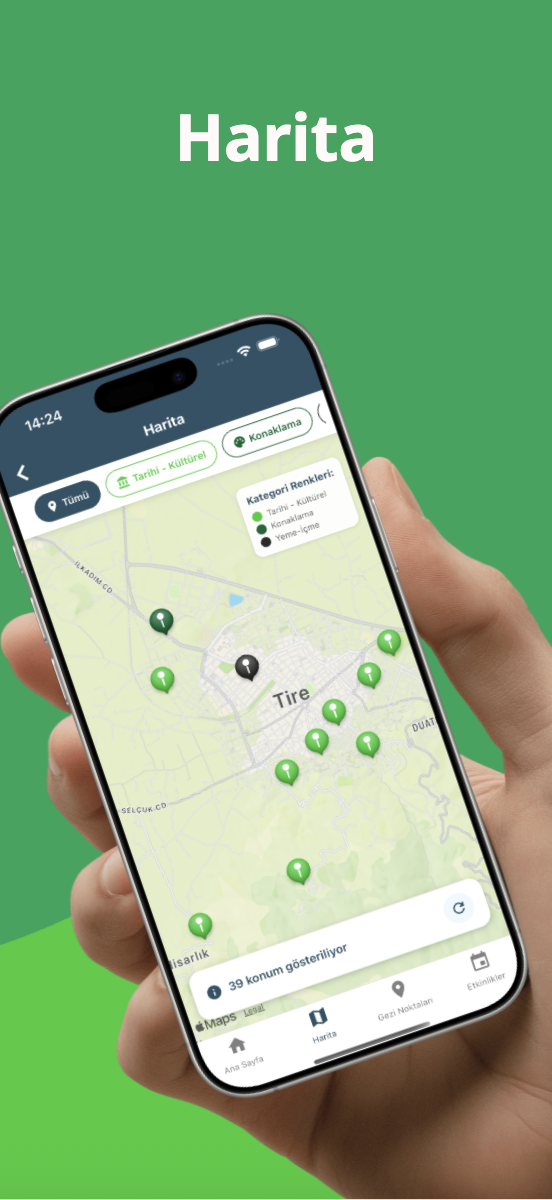 Harita
14:24
Harita
Tümü
Tarihi - Kültürel
Konaklama
Kategori Renkleri:
Tarihi - Kültürel
Konaklama
Yeme-İçme
İLKADIM CD.
Tire
DUAT
SELÇUK CD
lisarlık
39 konum gösteriliyor
Maps
Legal
Ana Sayfa
Harita
Gezi Noktaları
Etkinlikler